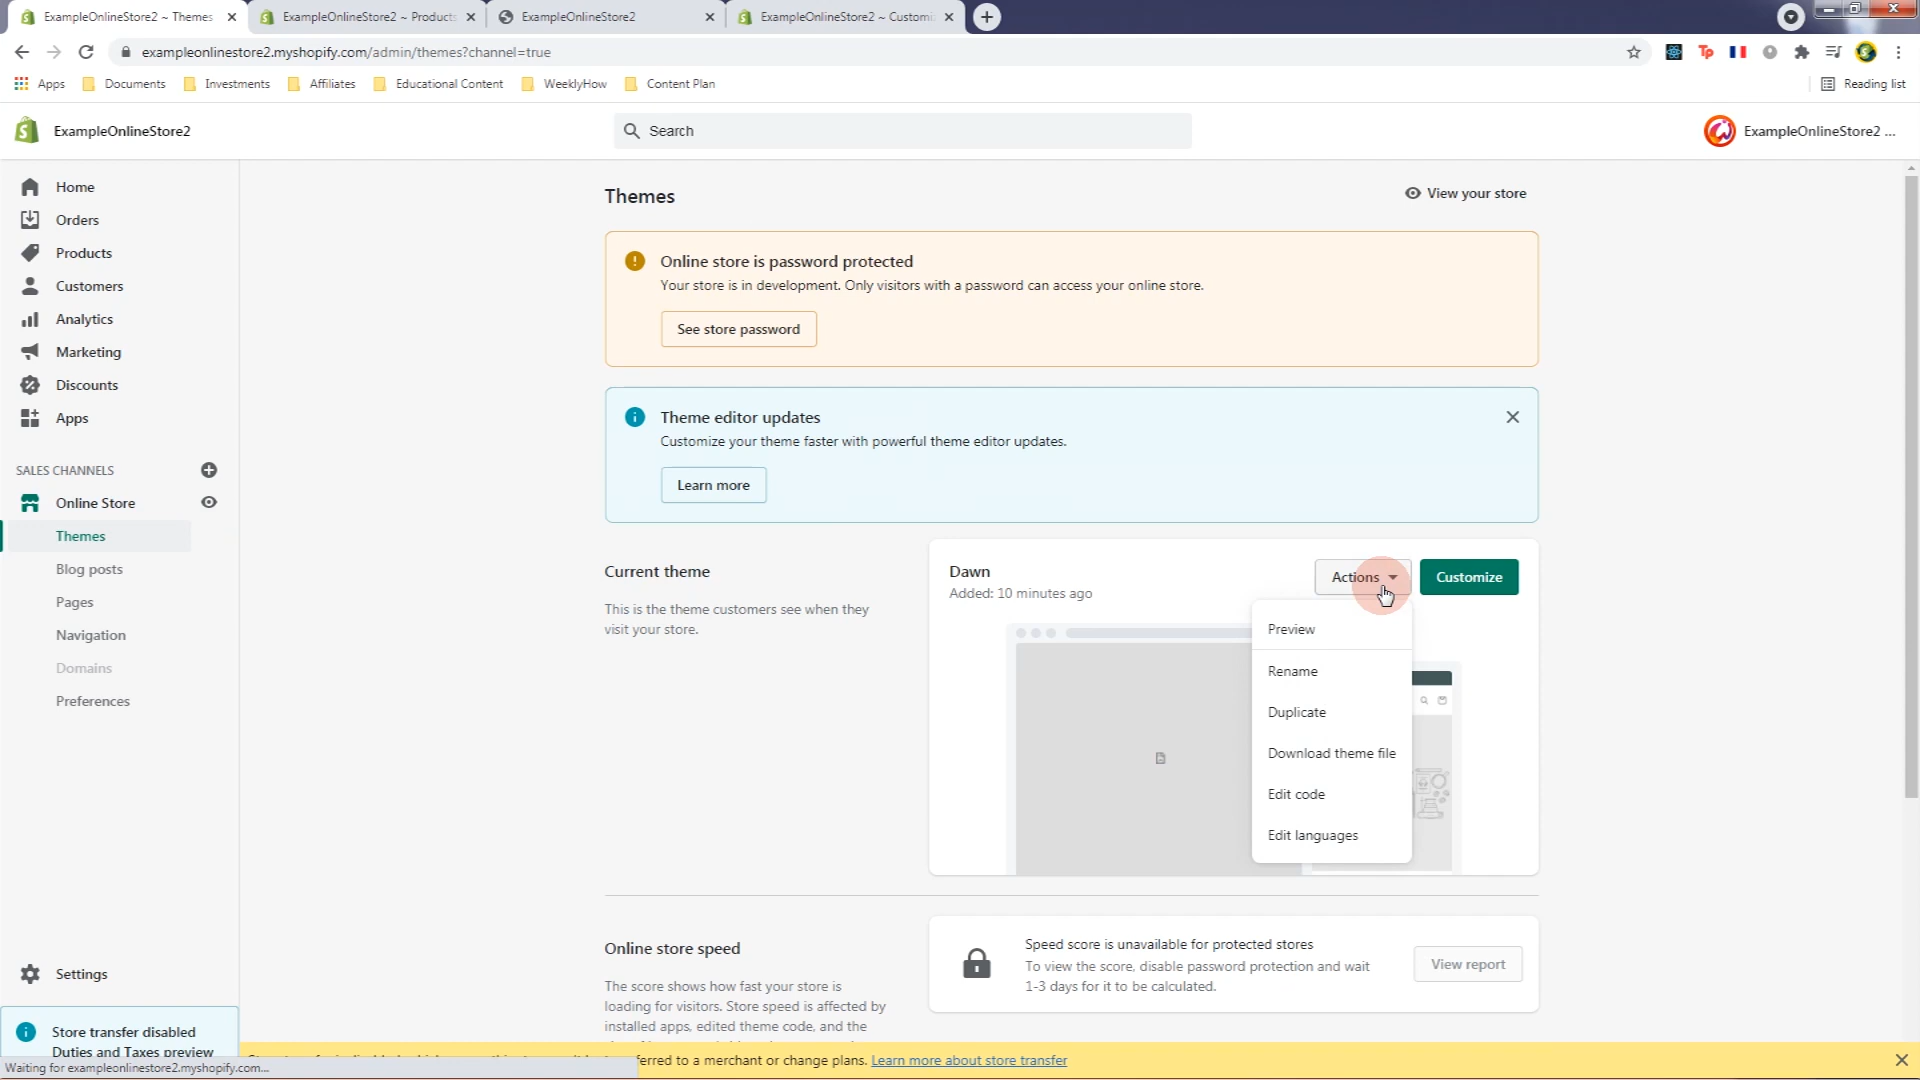 ExampleOnlineStore2 ~ Themes
ExampleOnlineStore2 ~ Products
ExampleOnlineStore2
ExampleOnlineStore2 ~ Customi
exampleonlinestore2.myshopify.com/admin/themes?channel=true
Apps
Documents
Investments
Affiliates
Educational Content
WeeklyHow
Content Plan
Reading list
ExampleOnlineStore2
Search
ExampleOnlineStore2 ...
Home
Orders
Products
Customers
Analytics
Marketing
Discounts
Apps
SALES CHANNELS
Online Store
Themes
Blog posts
Pages
Navigation
Domains
Preferences
Settings
Store transfer disabled
Duties and Taxes preview
Waiting for exampleonlinestore2.myshopify.com...
Themes
View your store
Online store is password protected
Your store is in development. Only visitors with a password can access your online store.
See store password
Theme editor updates
Customize your theme faster with powerful theme editor updates.
Learn more
Current theme
This is the theme customers see when they
visit your store.
Dawn
Added: 10 minutes ago
Actions
Customize
Preview
Rename
Duplicate
Download theme file
Edit code
Edit languages
Online store speed
The score shows how fast your store is
loading for visitors. Store speed is affected by
installed apps, edited theme code, and the
Speed score is unavailable for protected stores
To view the score, disable password protection and wait
1-3 days for it to be calculated.
View report
ferred to a merchant or change plans. Learn more about store transfer